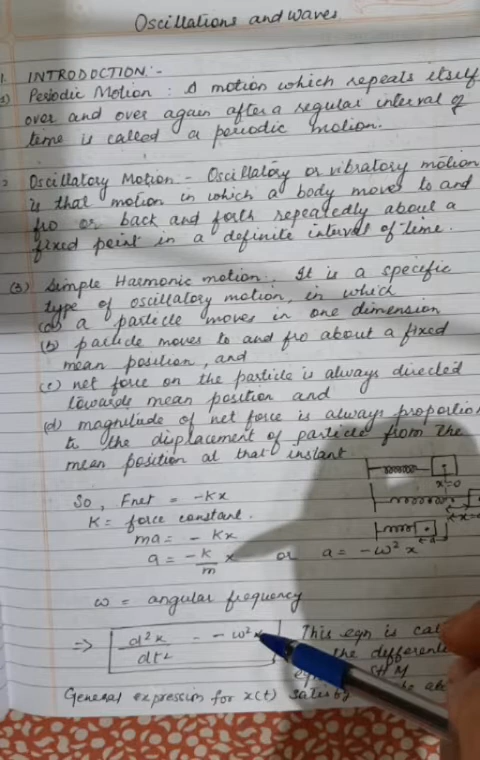 Oscillations and waves
1. INTRODUCTION:-
Periodic Motion : A motion which repeats itself
over and over again after a regular interval of
time is called a periodic motion.
Oscillatory Motion - Oscillatory or vibratory motion
is that motion in which a body moves to and
fro or back and forth repeatedly about a
fixed point in a definite interval of time.
(3) Simple Harmonic motion: It is a specific
type of oscillatory motion, in which
(a) a particle moves in one dimension
(b) particle moves to and fro about a fixed
mean position, and
(c) net force on the particle is always directed
towards mean position and
(d) magnitude of net force is always proportion
to the displacement of particle from the
mean position at that instant
x=0
So, Fnet = -Kx
K = force constant.
ma = - Kx
a = -k/m x or a = -ω²x
ω = angular frequency
⇒ d²x/dt² = -ω²x This eqn is
the
General expression for x(t)